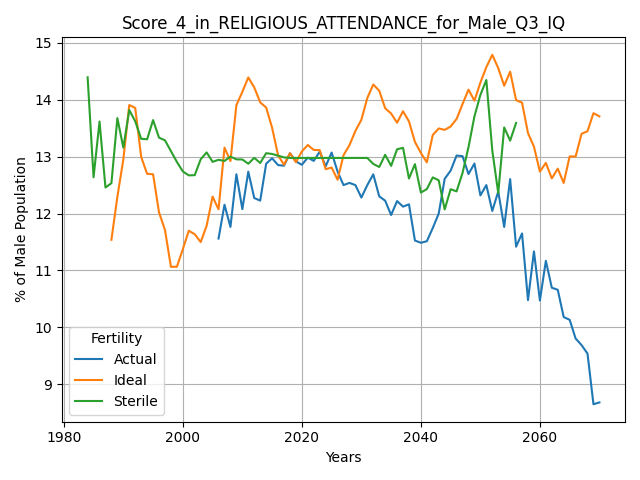 Score_4_in_RELIGIOUS_ATTENDANCE_for_Male_Q3_IQ
15
14
13
12
11
10
9
% of Male Population
Fertility
Actual
Ideal
Sterile
1980 2000 2020 2040 2060
Years